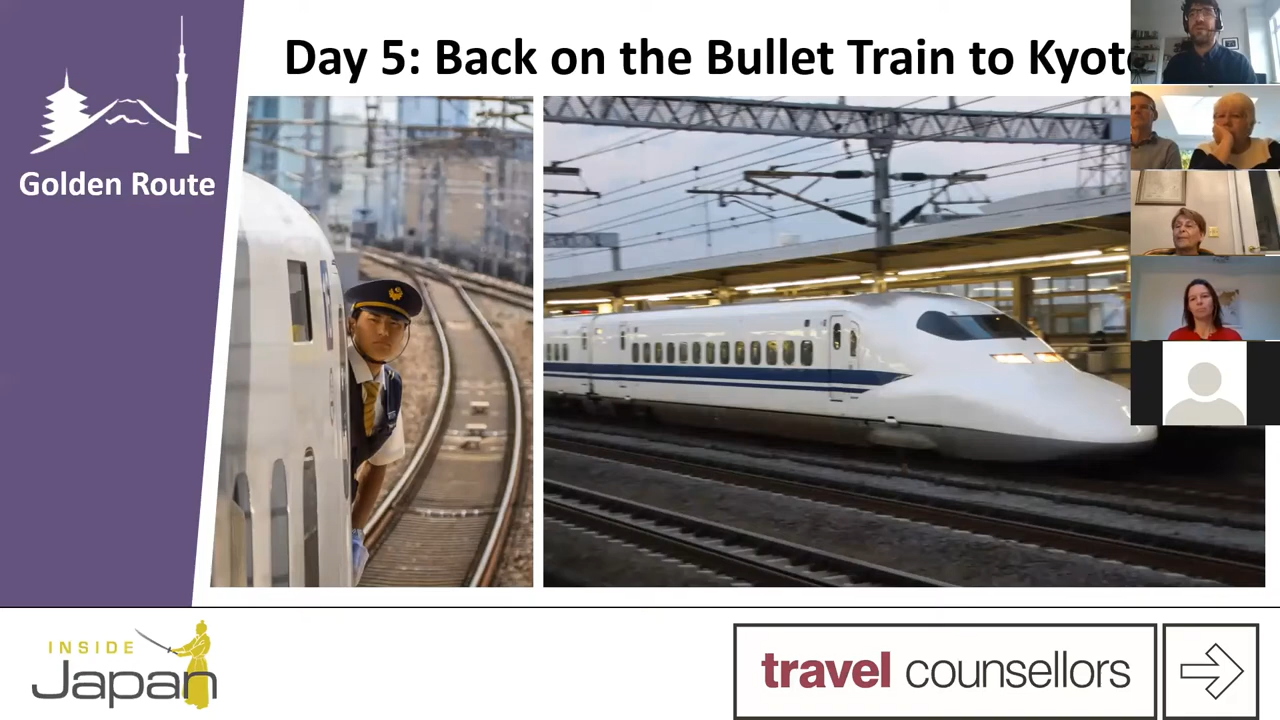 Day 5: Back on the Bullet Train to Kyoto
Golden Route
INSIDE
Japan
travel counsellors